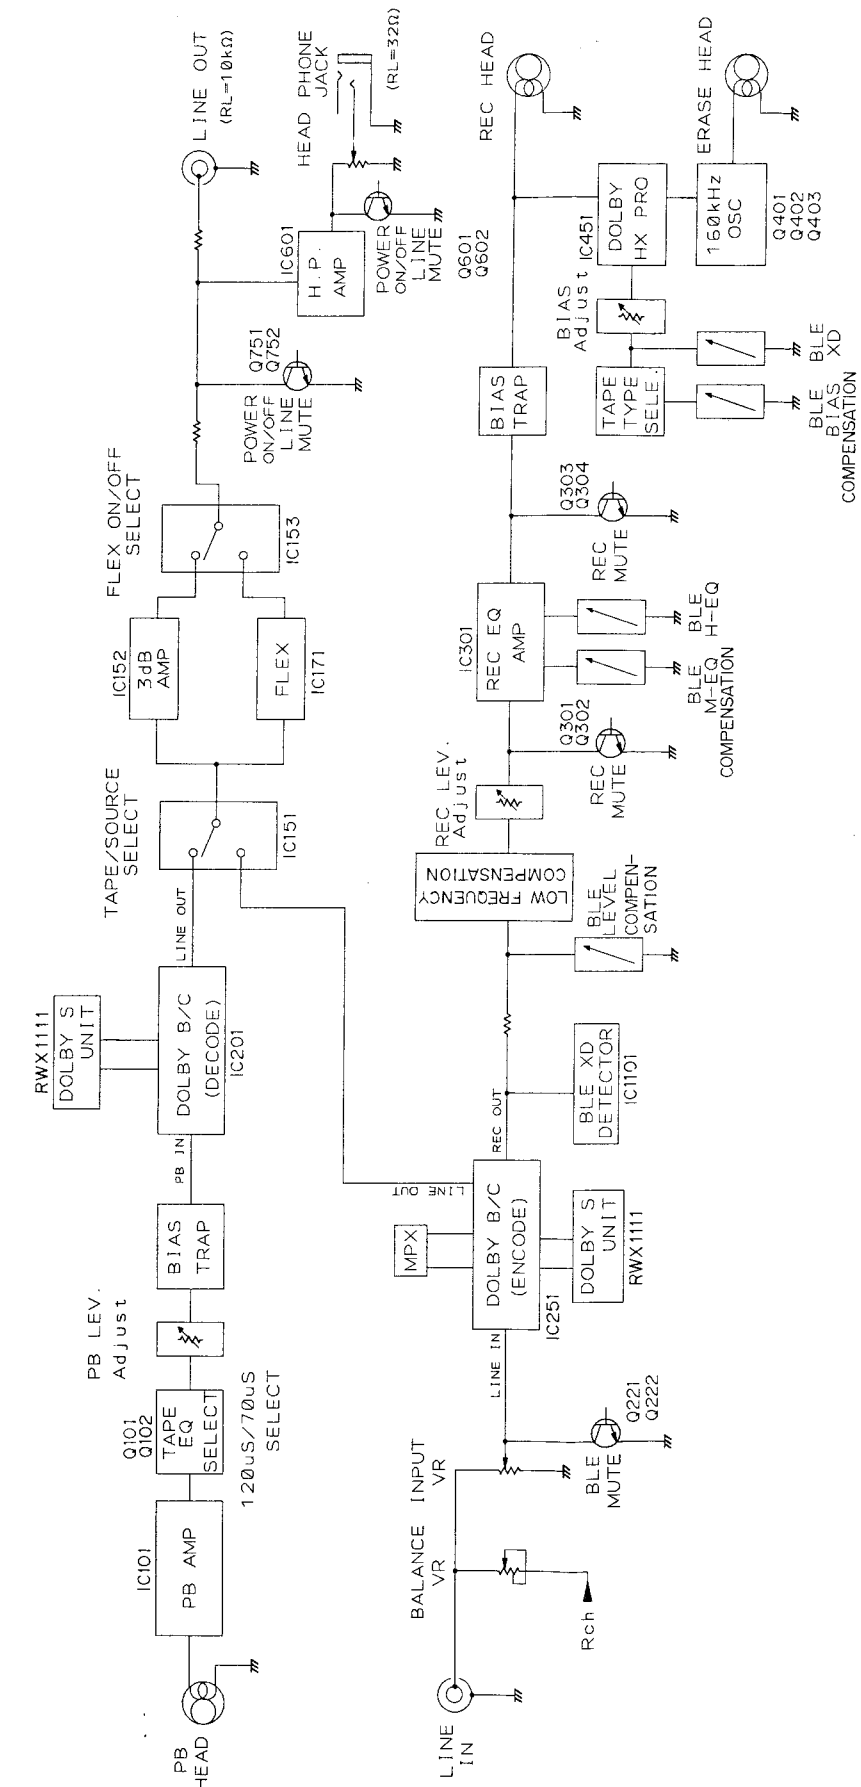 PB
HEAD
IC101
PB AMP
Q101
Q102
TAPE
EQ
SELECT
120uS/70uS
SELECT
PB LEV.
Adjust
BIAS
TRAP
PB IN
RWX1111
DOLBY S
UNIT
DOLBY B/C
(DECODE)
IC201
LINE OUT
TAPE/SOURCE
SELECT
IC151
IC152
3dB
AMP
FLEX
IC171
FLEX ON/OFF
SELECT
IC153
POWER
ON/OFF
LINE
MUTE
Q751
Q752
LINE OUT
(RL=10kΩ)
IC601
H.P.
AMP
POWER
ON/OFF
LINE
MUTE
Q601
Q602
HEAD PHONE
JACK
(RL=32Ω)
LINE
IN
BALANCE
VR
Rch
INPUT
VR
BLE
MUTE
Q221
Q222
LINE IN
MPX
LINE OUT
DOLBY B/C
(ENCODE)
IC251
DOLBY S
UNIT
RWX1111
REC OUT
BLE XD
DETECTOR
IC1101
BLE
LEVEL
COMPEN-
SATION
LOW FREQUENCY
COMPENSATION
REC LEV.
Adjust
REC
MUTE
Q301
Q302
IC301
REC EQ
AMP
BLE
M-EQ
COMPENSATION
BLE
H-EQ
REC
MUTE
Q303
Q304
BIAS
TRAP
TAPE
TYPE
SELE.
BLE
BIAS
COMPENSATION
BLE
XD
BIAS
Adjust
IC451
DOLBY
HX PRO
160kHz
OSC
Q401
Q402
Q403
REC HEAD
ERASE HEAD